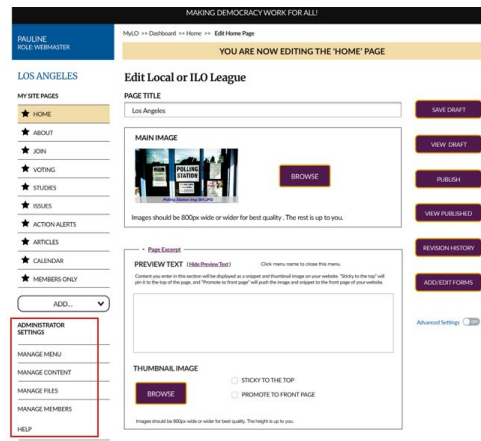 MAKING DEMOCRACY WORK FOR ALL!
PAULINE
ROLE: WEBMASTER
MyLO >> Dashboard >> Home >> Edit Home Page
YOU ARE NOW EDITING THE 'HOME' PAGE
LOS ANGELES
MY SITE PAGES
HOME
ABOUT
JOIN
VOTING
STUDIES
ISSUES
ACTION ALERTS
ARTICLES
CALENDAR
MEMBERS ONLY
ADD...
ADMINISTRATOR
SETTINGS
MANAGE MENU
MANAGE CONTENT
MANAGE FILES
MANAGE MEMBERS
HELP
Edit Local or ILO League
PAGE TITLE
Los Angeles
MAIN IMAGE
POLLING
STATION
BROWSE
Images should be 800px wide or wider for best quality . The rest is up to you.
Page Excerpt
PREVIEW TEXT (Hide Preview Text) Click menu name to close this menu.
Content you enter in this section will be displayed as a snippet and thumbnail image on your website. "Sticky to the top" will
pin it to the top of the page, and "Promote to front page" will push the image and snippet to the front page of your website.
THUMBNAIL IMAGE
BROWSE
STICKY TO THE TOP
PROMOTE TO FRONT PAGE
Images should be 800px wide or wider for best quality. The height is up to you.
SAVE DRAFT
VIEW DRAFT
PUBLISH
VIEW PUBLISHED
REVISION HISTORY
ADD/EDIT FORMS
Advanced Settings OFF